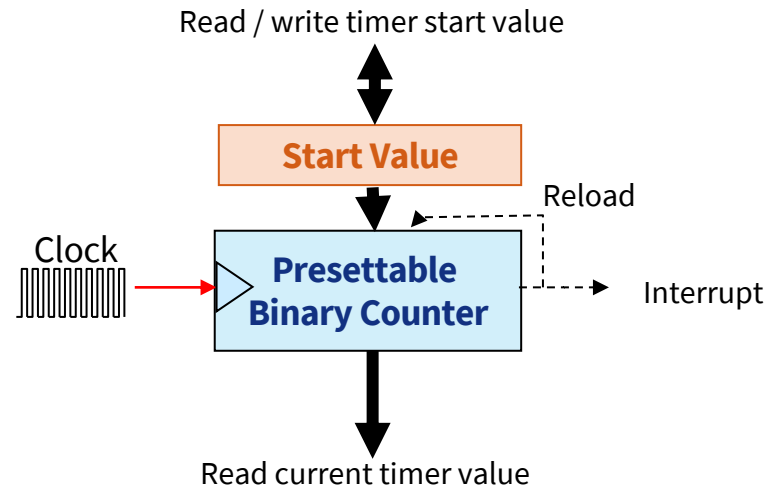 Read / write timer start value
Start Value
Reload
Clock
Presettable
Binary Counter
Interrupt
Read current timer value